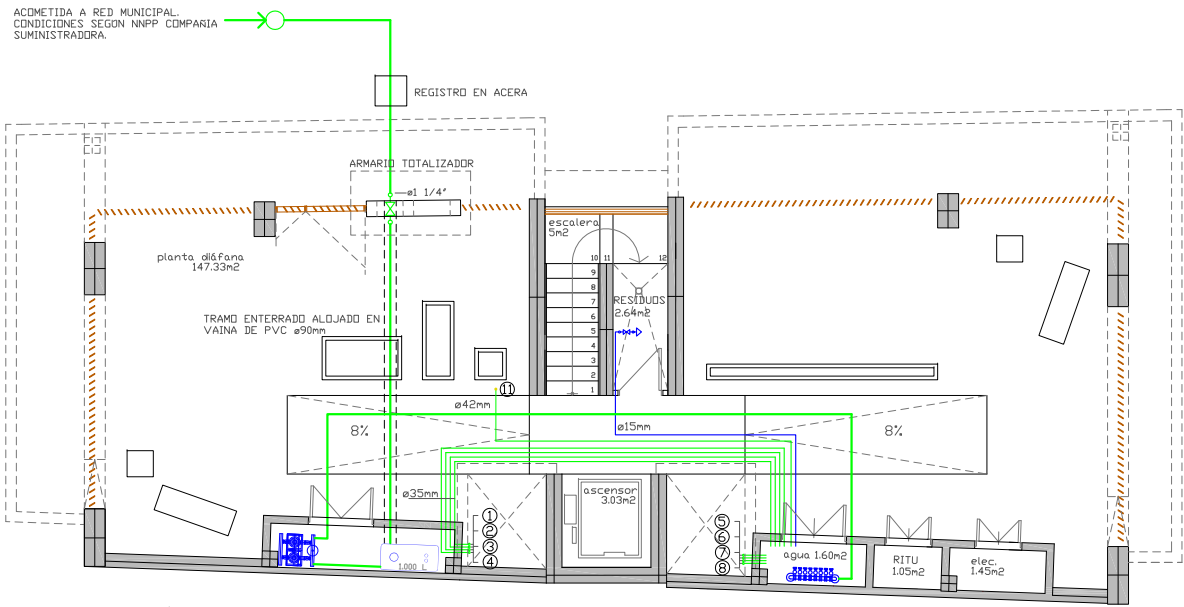 ACOMETIDA A RED MUNICIPAL.
CONDICIONES SEGÚN NNPP COMPAÑIA
SUMINISTRADORA.
REGISTRO EN ACERA
ARMARIO TOTALIZADOR
ø1 1/4"
escalera
5m2
planta diáfana
147.33m2
10 11 12
9
8
7
6
5
4
3
2
1
RESIDUOS
2.64m2
TRAMO ENTERRADO ALOJADO EN
VAINA DE PVC ø90mm
11
ø42mm
ø15mm
8%
8%
ø35mm
ascensor
3.03m2
1
2
3
4
5
6
7
8
1.000 L
agua 1.60m2
RITU
1.05m2
elec.
1.45m2